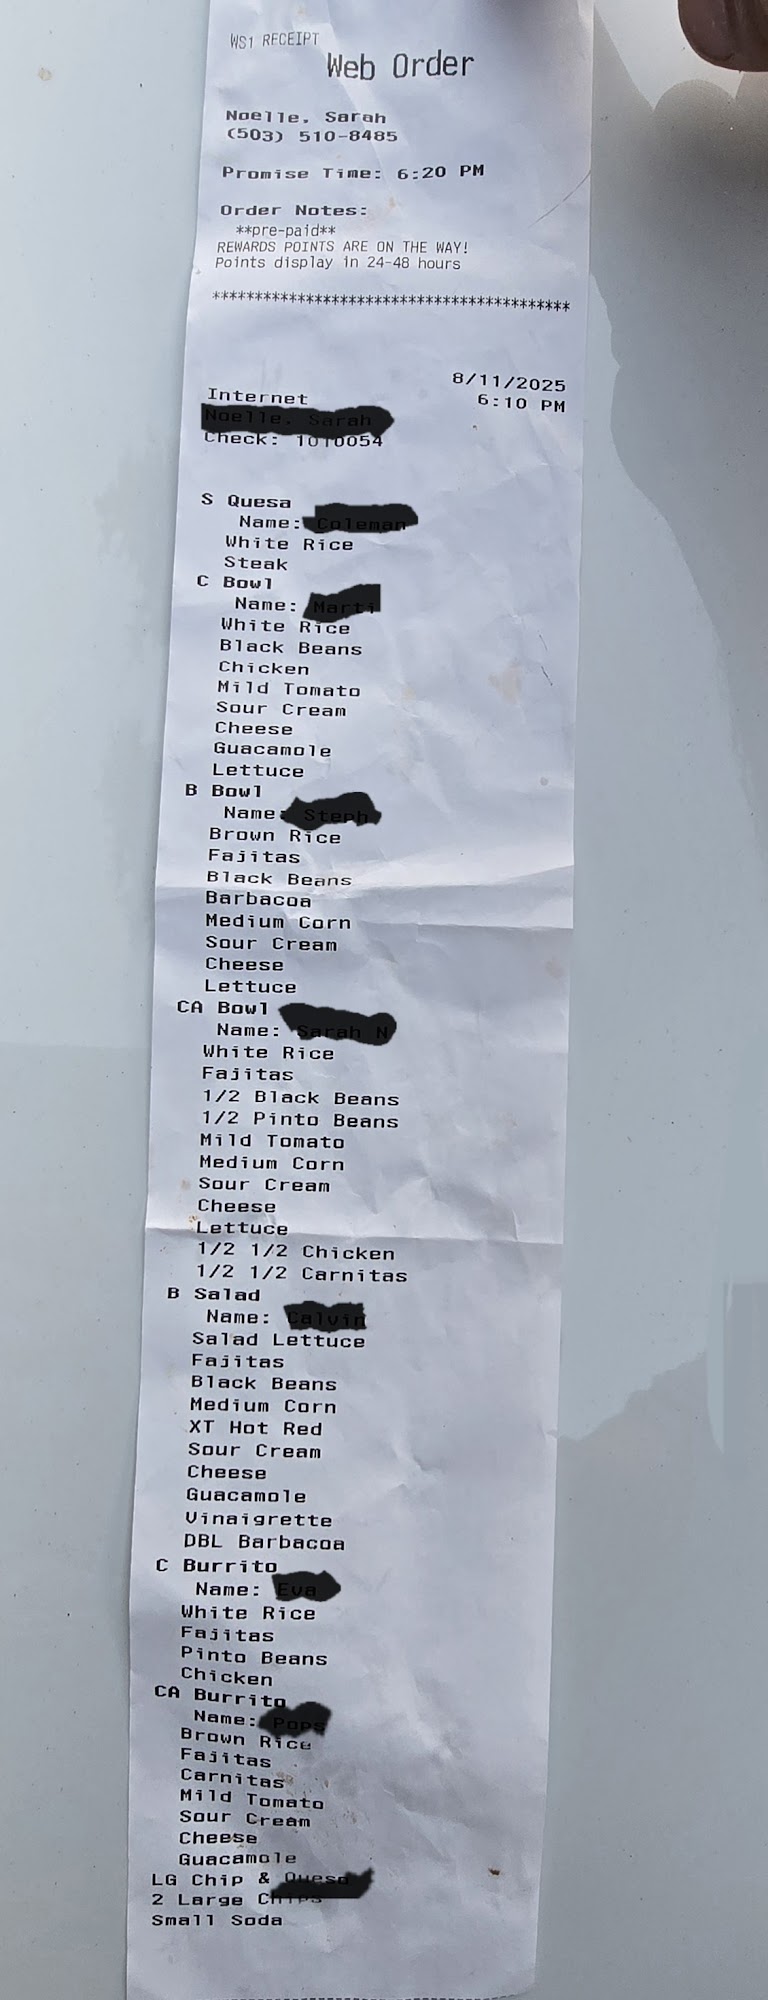 WS1 RECEIPT
Web Order
Noelle, Sarah
(503) 510-8485
Promise Time: 6:20 PM
Order Notes:
**pre-paid**
REWARDS POINTS ARE ON THE WAY!
Points display in 24-48 hours
******************************************
8/11/2025
Internet 6:10 PM
Check: 1010054
S Quesa
Name:
White Rice
Steak
C Bowl
Name:
White Rice
Black Beans
Chicken
Mild Tomato
Sour Cream
Cheese
Guacamole
Lettuce
B Bowl
Name:
Brown Rice
Fajitas
Black Beans
Barbacoa
Medium Corn
Sour Cream
Cheese
Lettuce
CA Bowl
Name:
White Rice
Fajitas
1/2 Black Beans
1/2 Pinto Beans
Mild Tomato
Medium Corn
Sour Cream
Cheese
Lettuce
1/2 1/2 Chicken
1/2 1/2 Carnitas
B Salad
Name:
Salad Lettuce
Fajitas
Black Beans
Medium Corn
XT Hot Red
Sour Cream
Cheese
Guacamole
Vinaigrette
DBL Barbacoa
C Burrito
Name:
White Rice
Fajitas
Pinto Beans
Chicken
CA Burrito
Name:
Brown Rice
Fajitas
Carnitas
Mild Tomato
Sour Cream
Cheese
Guacamole
LG Chip & Queso
2 Large Chips
Small Soda